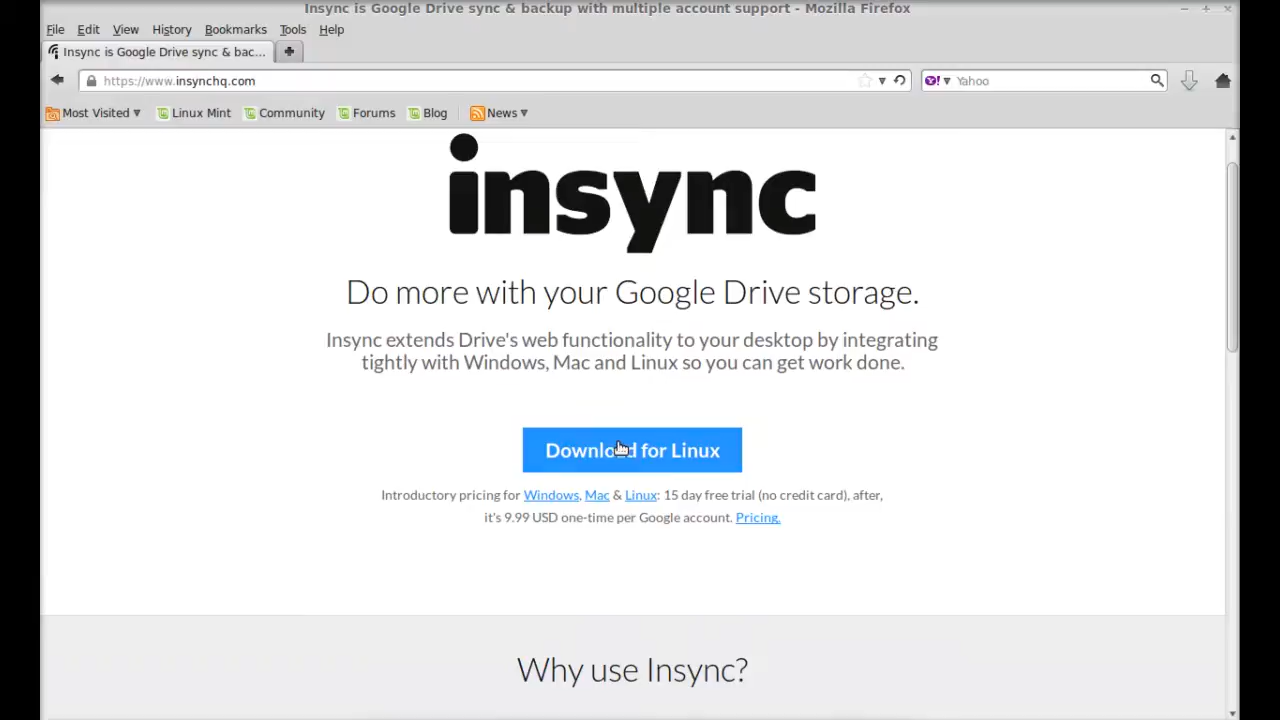 Insync is Google Drive sync & backup with multiple account support - Mozilla Firefox
File Edit View History Bookmarks Tools Help
Insync is Google Drive sync & bac...
https://www.insynchq.com
Yahoo
Most Visited Linux Mint Community Forums Blog News
insync
Do more with your Google Drive storage.
Insync extends Drive's web functionality to your desktop by integrating
tightly with Windows, Mac and Linux so you can get work done.
Download for Linux
Introductory pricing for Windows, Mac & Linux: 15 day free trial (no credit card), after,
it's 9.99 USD one-time per Google account. Pricing.
Why use Insync?